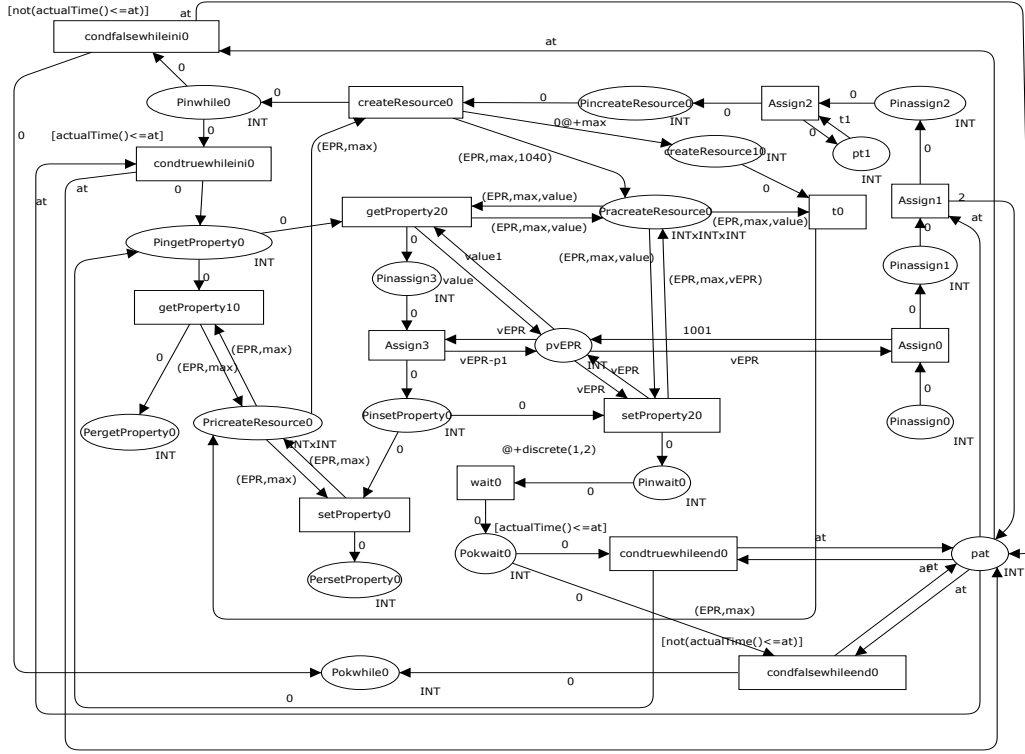 [not(actualTime()<=at)]
at
condfalsewhileini0
at
0
Pinwhile0
INT
0
createResource0
0
PincreateResource0
INT
0
Assign2
0
Pinassign2
INT
t1
0
pt1
INT
0@+max
createResource10
INT
0
[actualTime()<=at]
0
condtruewhileini0
at
at
0
0
(EPR,max)
(EPR,max,1040)
0
Assign1
2
at
getProperty20
(EPR,max,value)
(EPR,max,value)
PracreateResource0
INTxINTxINT
(EPR,max,value)
t0
PingetProperty0
INT
0
0
0
value1
value
Pinassign3
INT
(EPR,max,value)
(EPR,max,vEPR)
0
Pinassign1
INT
getProperty10
0
(EPR,max)
(EPR,max)
0
Assign3
vEPR
vEPR-p1
pvEPR
INT
1001
vEPR
0
Assign0
vEPR
vEPR
0
0
PergetProperty0
INT
PricreateResource0
INTxINT
PinsetProperty0
INT
0
setProperty20
Pinassign0
INT
(EPR,max)
(EPR,max)
0
@+discrete(1,2)
0
wait0
0
Pinwait0
INT
setProperty0
0
[actualTime()<=at]
0
PersetProperty0
INT
Pokwait0
INT
0
condtruewhileend0
at
at
at
pat
INT
at
0
(EPR,max)
[not(actualTime()<=at)]
Pokwhile0
INT
0
condfalsewhileend0
0
0